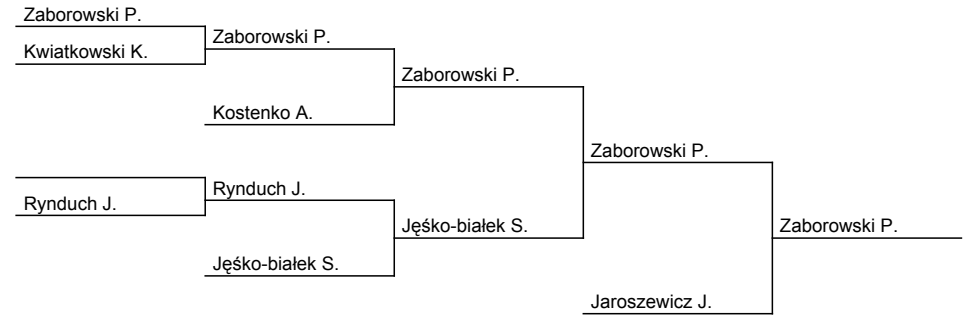 Zaborowski P.
Kwiatkowski K.
Zaborowski P.
Kostenko A.
Zaborowski P.
Rynduch J.
Rynduch J.
Jęśko-białek S.
Jęśko-białek S.
Zaborowski P.
Jaroszewicz J.
Zaborowski P.